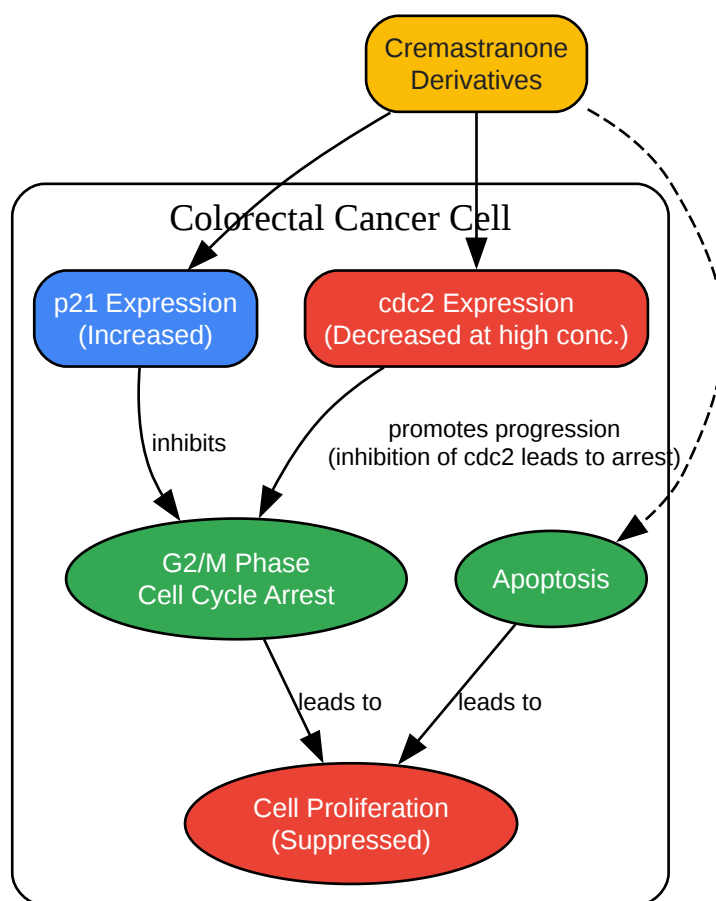 Cremastranone
Derivatives
Colorectal Cancer Cell
p21 Expression
(Increased)
cdc2 Expression
(Decreased at high conc.)
inhibits
promotes progression
(inhibition of cdc2 leads to arrest)
G2/M Phase
Cell Cycle Arrest
Apoptosis
leads to
leads to
Cell Proliferation
(Suppressed)